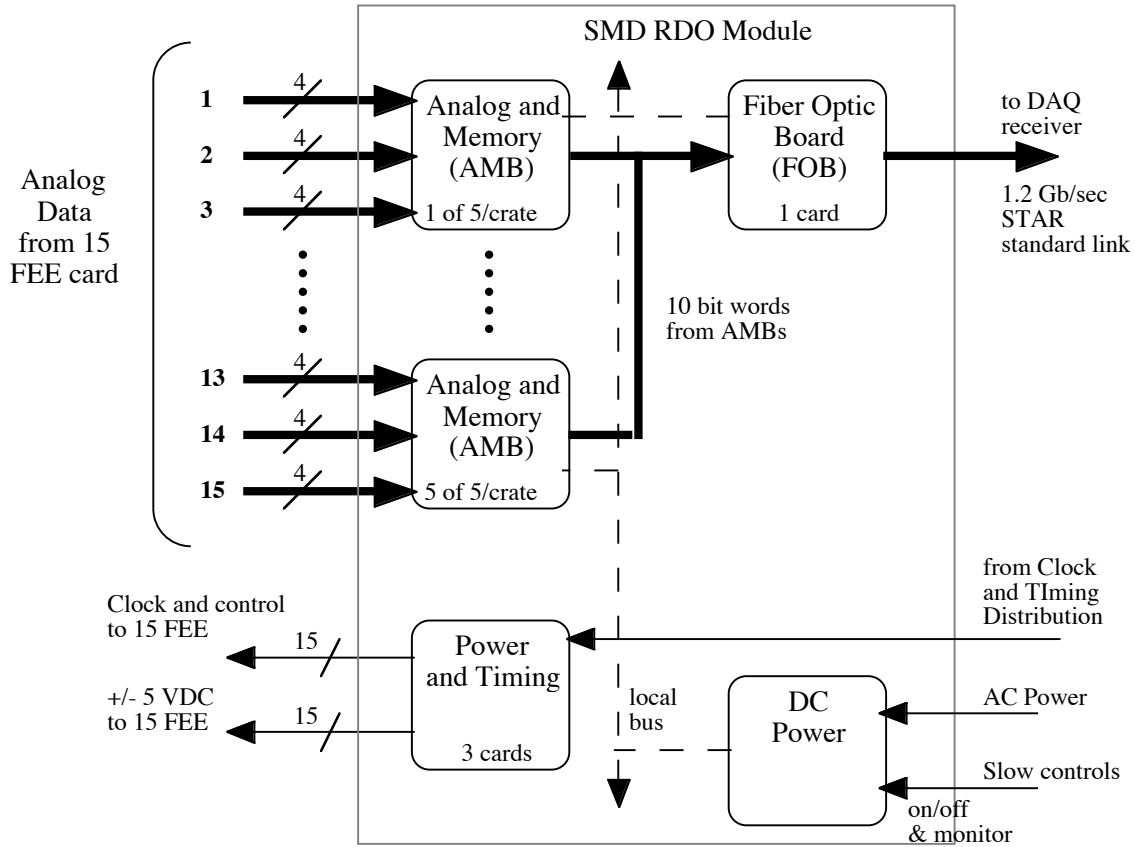 SMD RDO Module
Analog
Data
from 15
FEE card
1
4
2
4
3
4
Analog and
Memory
(AMB)
1 of 5/crate
Fiber Optic
Board
(FOB)
1 card
to DAQ
receiver
1.2 Gb/sec
STAR
standard link
10 bit words
from AMBs
13
4
14
4
15
4
Analog and
Memory
(AMB)
5 of 5/crate
Clock and control
to 15 FEE
15
+/- 5 VDC
to 15 FEE
15
Power
and Timing
3 cards
from Clock
and TIming
Distribution
local
bus
DC
Power
AC Power
Slow controls
on/off
& monitor